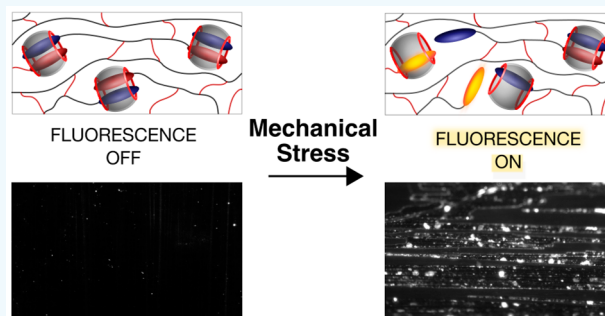 FLUORESCENCE
OFF
Mechanical
Stress
FLUORESCENCE
ON